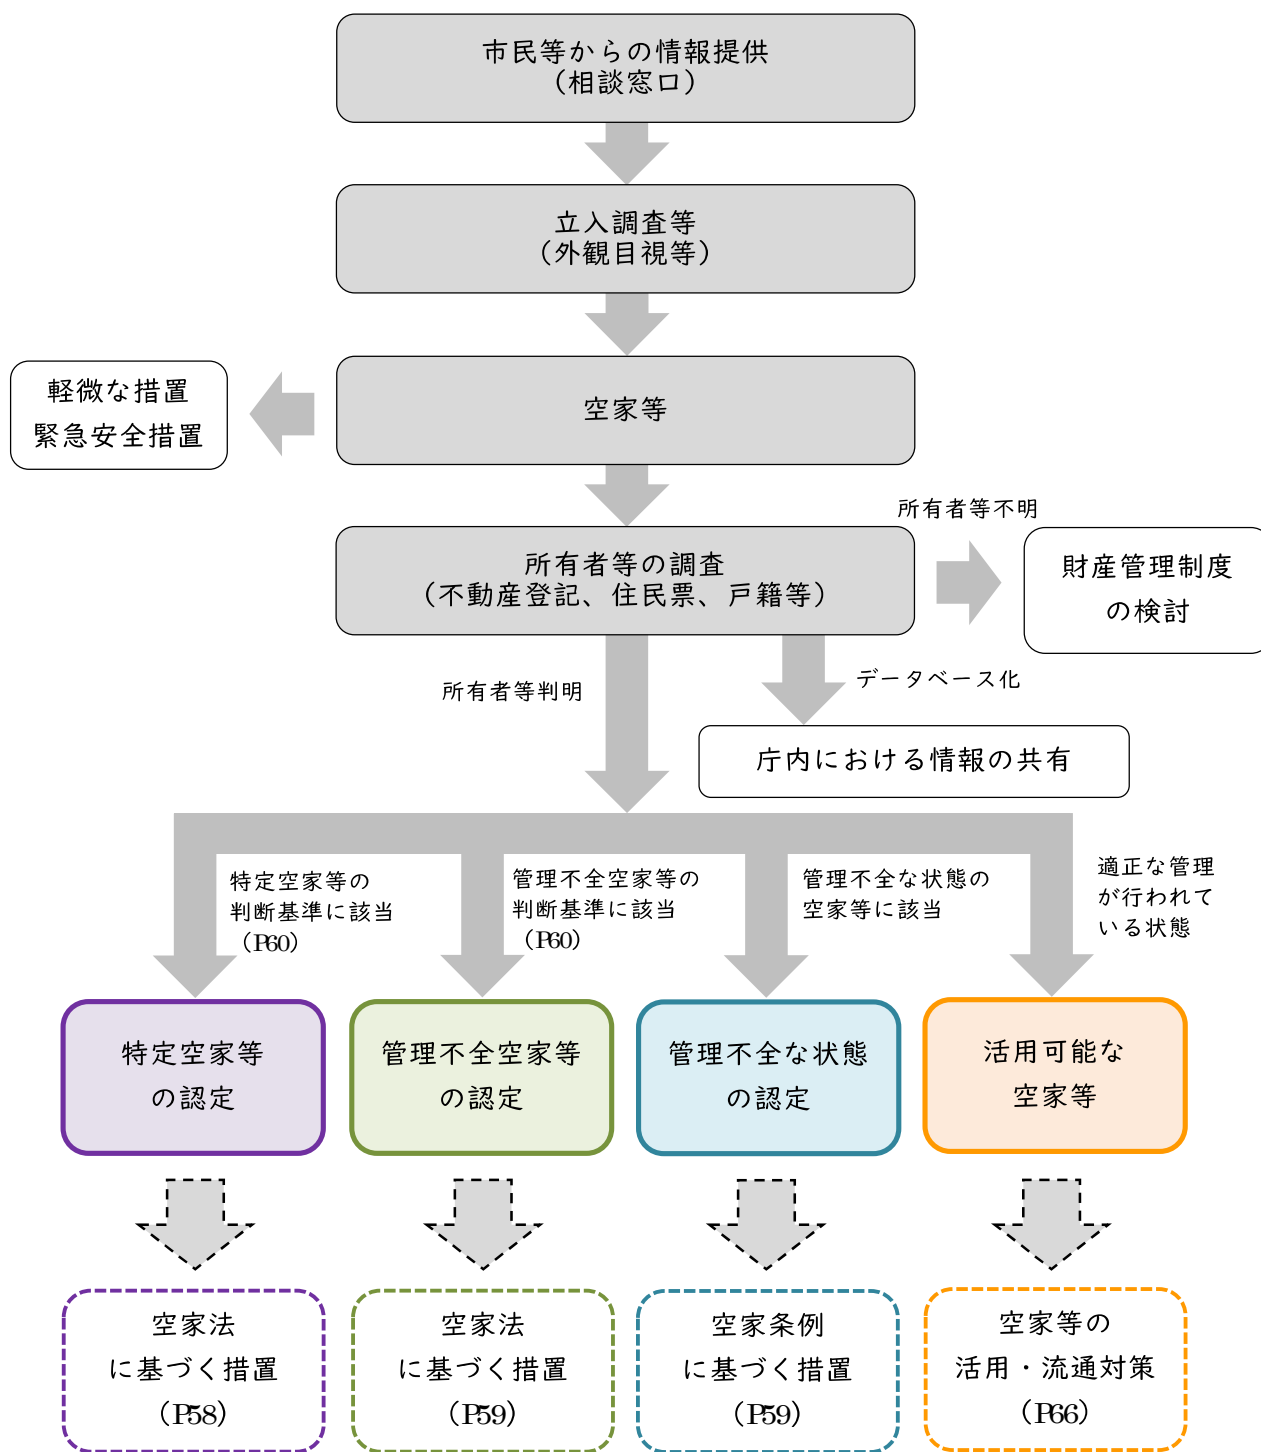 市民等からの情報提供
（相談窓口）
立入調査等
（外観目視等）
軽微な措置
緊急安全措置
空家等
所有者等の調査
（不動産登記、住民票、戸籍等）
所有者等不明
財産管理制度
の検討
所有者等判明
データベース化
庁内における情報の共有
特定空家等の
判断基準に該当
（P60）
管理不全空家等の
判断基準に該当
（P60）
管理不全な状態の
空家等に該当
適正な管理
が行われて
いる状態
特定空家等
の認定
管理不全空家等
の認定
管理不全な状態
の認定
活用可能な
空家等
空家法
に基づく措置
（P58）
空家法
に基づく措置
（P59）
空家条例
に基づく措置
（P59）
空家等の
活用・流通対策
（P66）